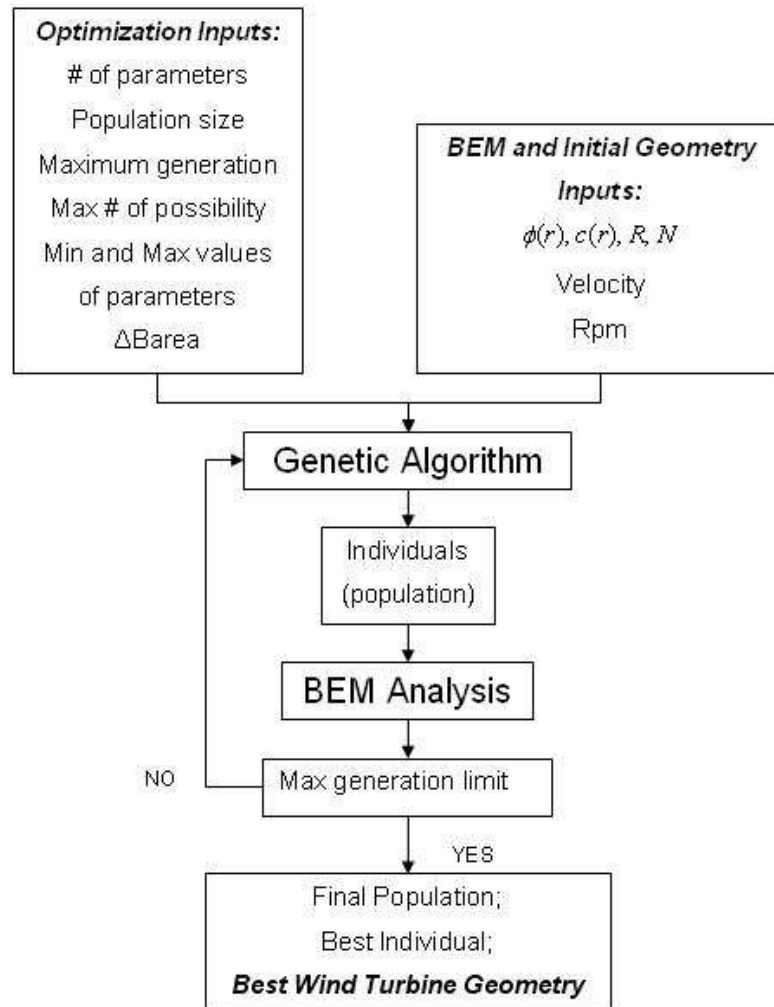 Optimization Inputs:
# of parameters
Population size
Maximum generation
Max # of possibility
Min and Max values
of parameters
ΔBarea
BEM and Initial Geometry
Inputs:
ϕ(r), c(r), R, N
Velocity
Rpm
Genetic Algorithm
Individuals
(population)
BEM Analysis
NO
Max generation limit
YES
Final Population;
Best Individual;
Best Wind Turbine Geometry